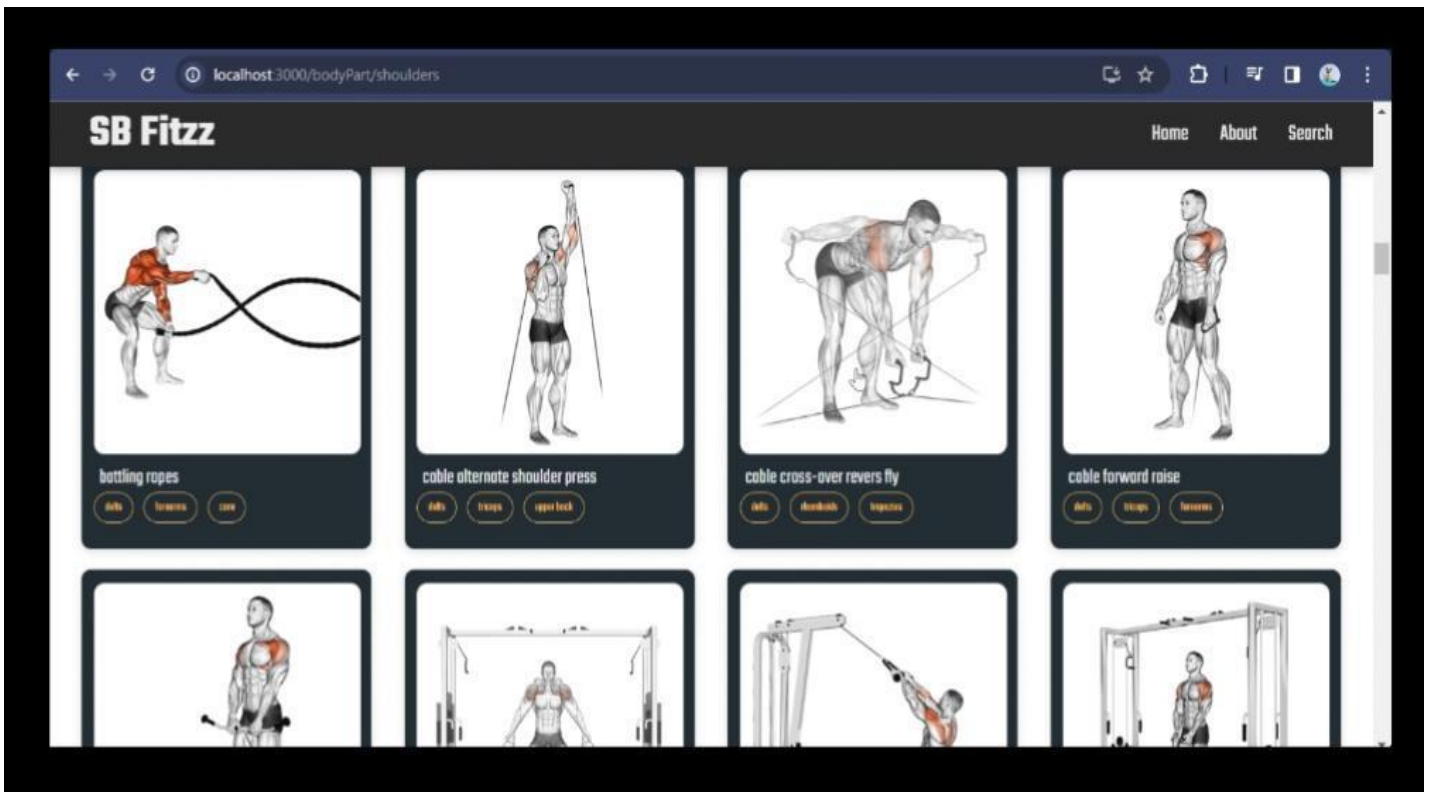 localhost:3000/bodyPart/shoulders
SB Fitzz
Home About Search
battling ropes
cable alternate shoulder press
cable cross-over revers fly
cable forward raise
delts forearms core
delts triceps upper back
delts rhomboids trapezius
delts triceps forearms